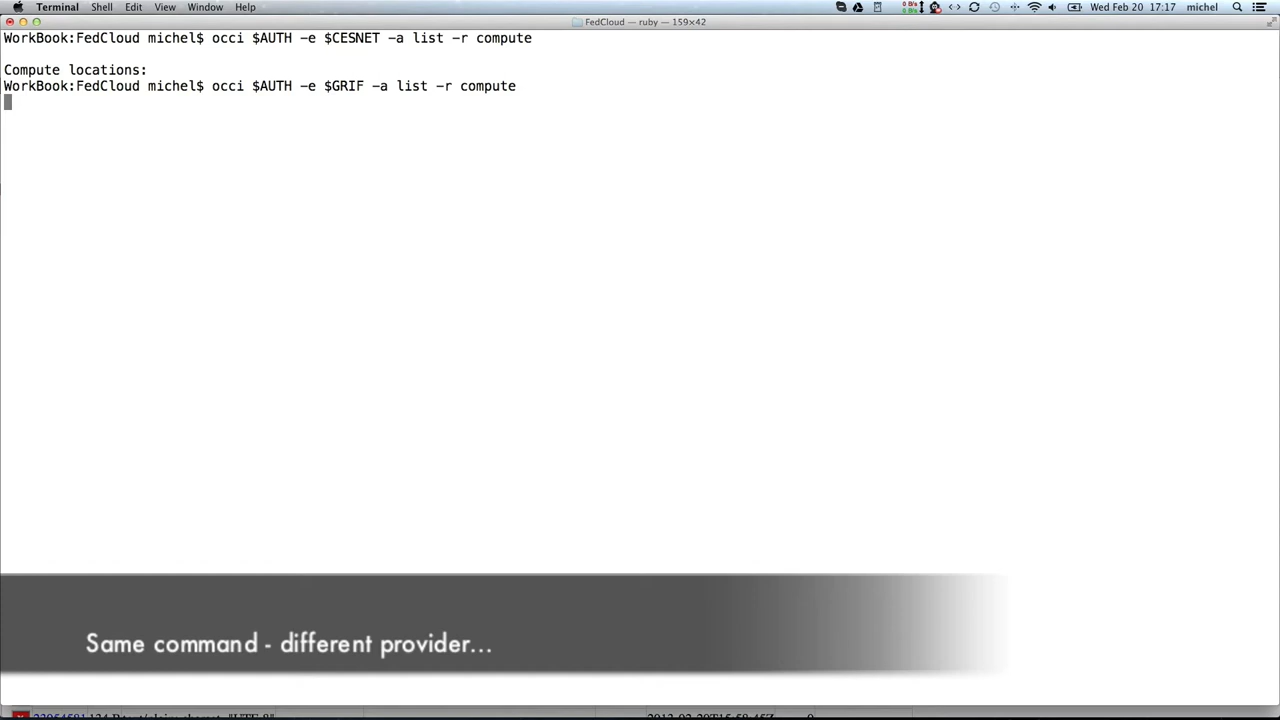 Terminal Shell Edit View Window Help
0 B/s
0 B/s
Wed Feb 20 17:17 michel
FedCloud — ruby — 159×42
WorkBook:FedCloud michel$ occi $AUTH -e $CESNET -a list -r compute
Compute locations:
WorkBook:FedCloud michel$ occi $AUTH -e $GRIF -a list -r compute
Same command - different provider...